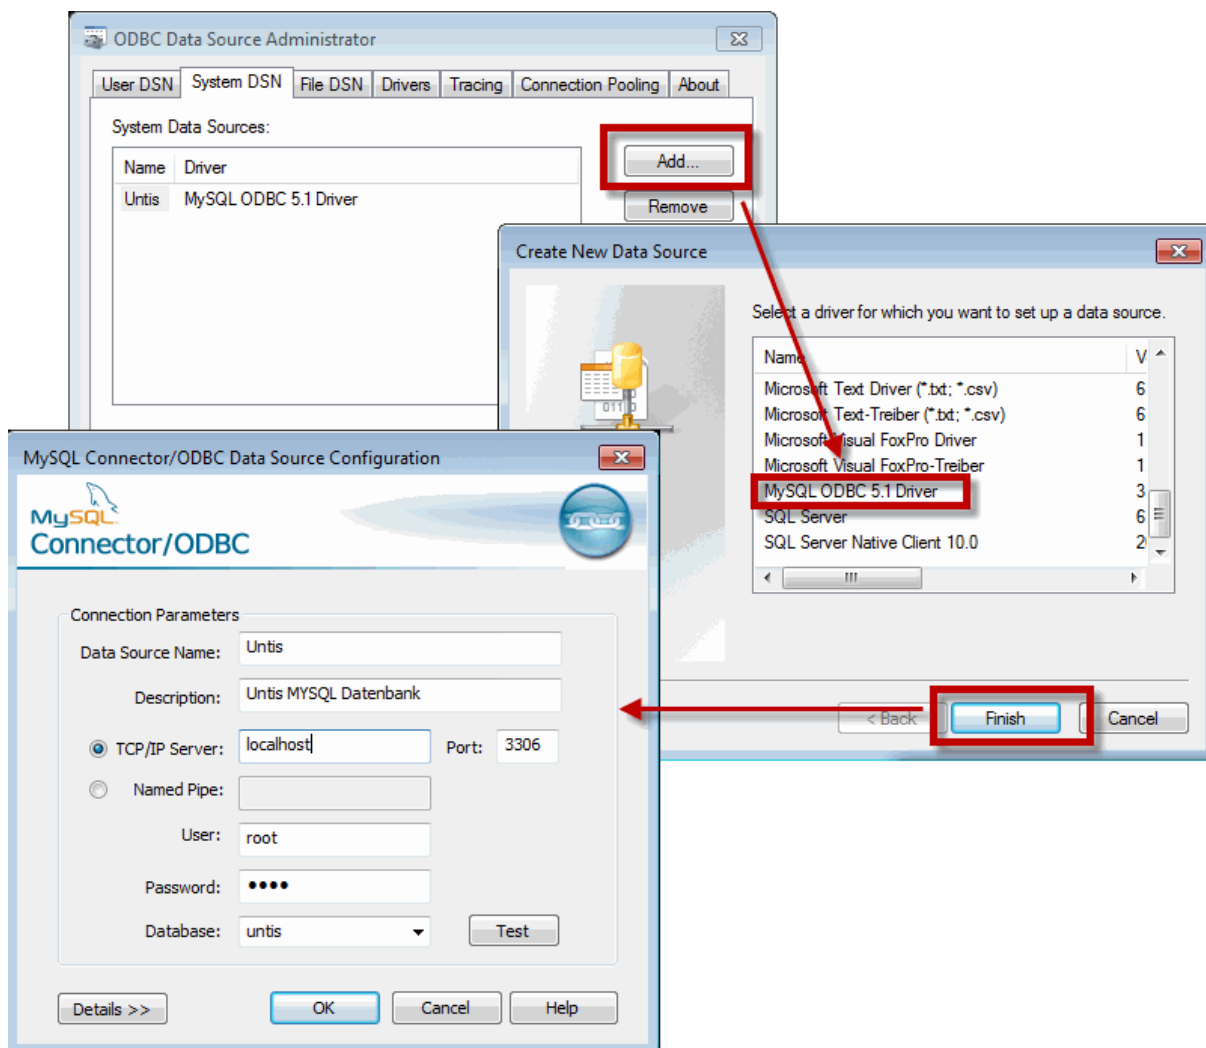 ODBC Data Source Administrator
User DSN System DSN File DSN Drivers Tracing Connection Pooling About
System Data Sources:
Name Driver
Untis MySQL ODBC 5.1 Driver
Add...
Remove
Create New Data Source
Select a driver for which you want to set up a data source.
Name V
Microsoft Text Driver (*.txt; *.csv) 6
Microsoft Text-Treiber (*.txt; *.csv) 6
Microsoft Visual FoxPro Driver 1
Microsoft Visual FoxPro-Treiber 1
MySQL ODBC 5.1 Driver 3
SQL Server 6
SQL Server Native Client 10.0 2
< Back Finish Cancel
MySQL Connector/ODBC Data Source Configuration
MySQL
Connector/ODBC
Connection Parameters
Data Source Name: Untis
Description: Untis MYSQL Datenbank
TCP/IP Server: localhost Port: 3306
Named Pipe:
User: root
Password: ••••
Database: untis Test
Details >> OK Cancel Help